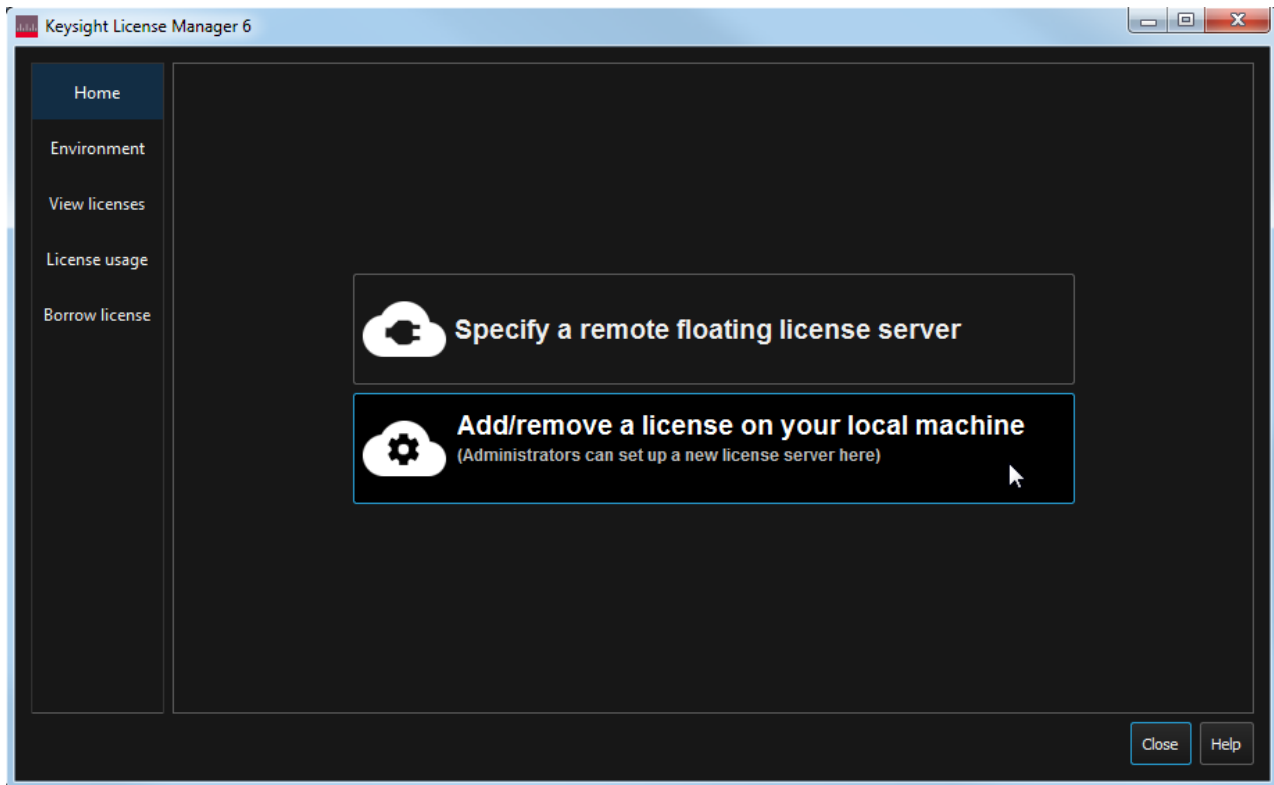 Keysight License Manager 6
Home
Environment
View licenses
License usage
Borrow license
Specify a remote floating license server
Add/remove a license on your local machine
(Administrators can set up a new license server here)
Close
Help